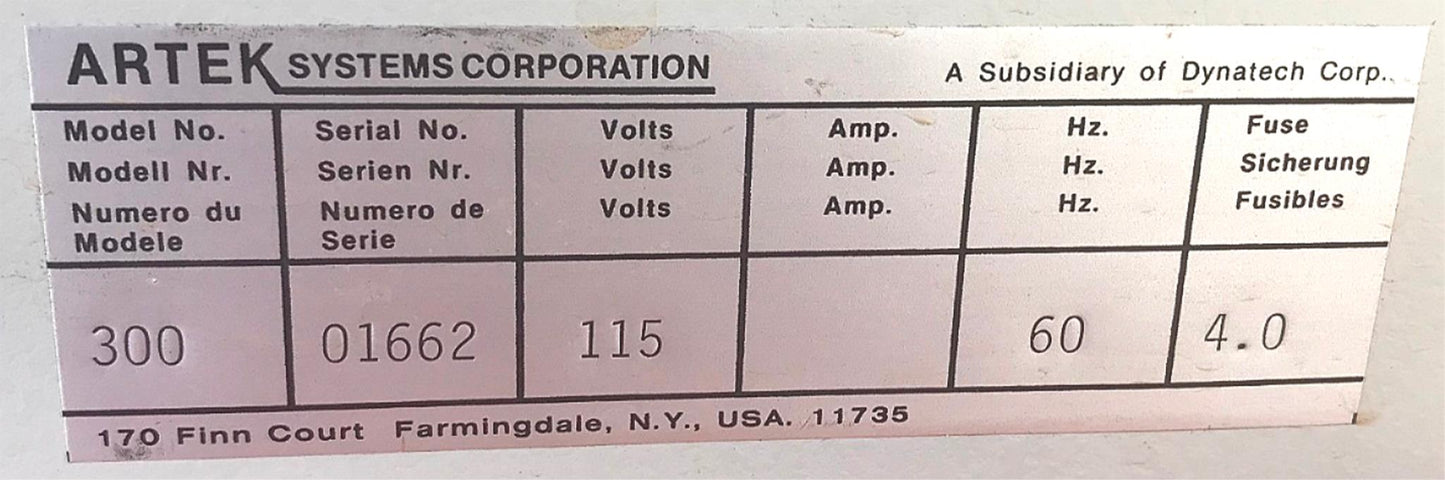 ARTEK SYSTEMS CORPORATION A Subsidiary of Dynatech Corp..
Model No. Serial No. Volts Amp. Hz. Fuse
Modell Nr. Serien Nr. Volts Amp. Hz. Sicherung
Numero du Numero de Volts Amp. Hz. Fusibles
Modele Serie
300 01662 115 60 4.0
170 Finn Court Farmingdale, N.Y., USA. 11735